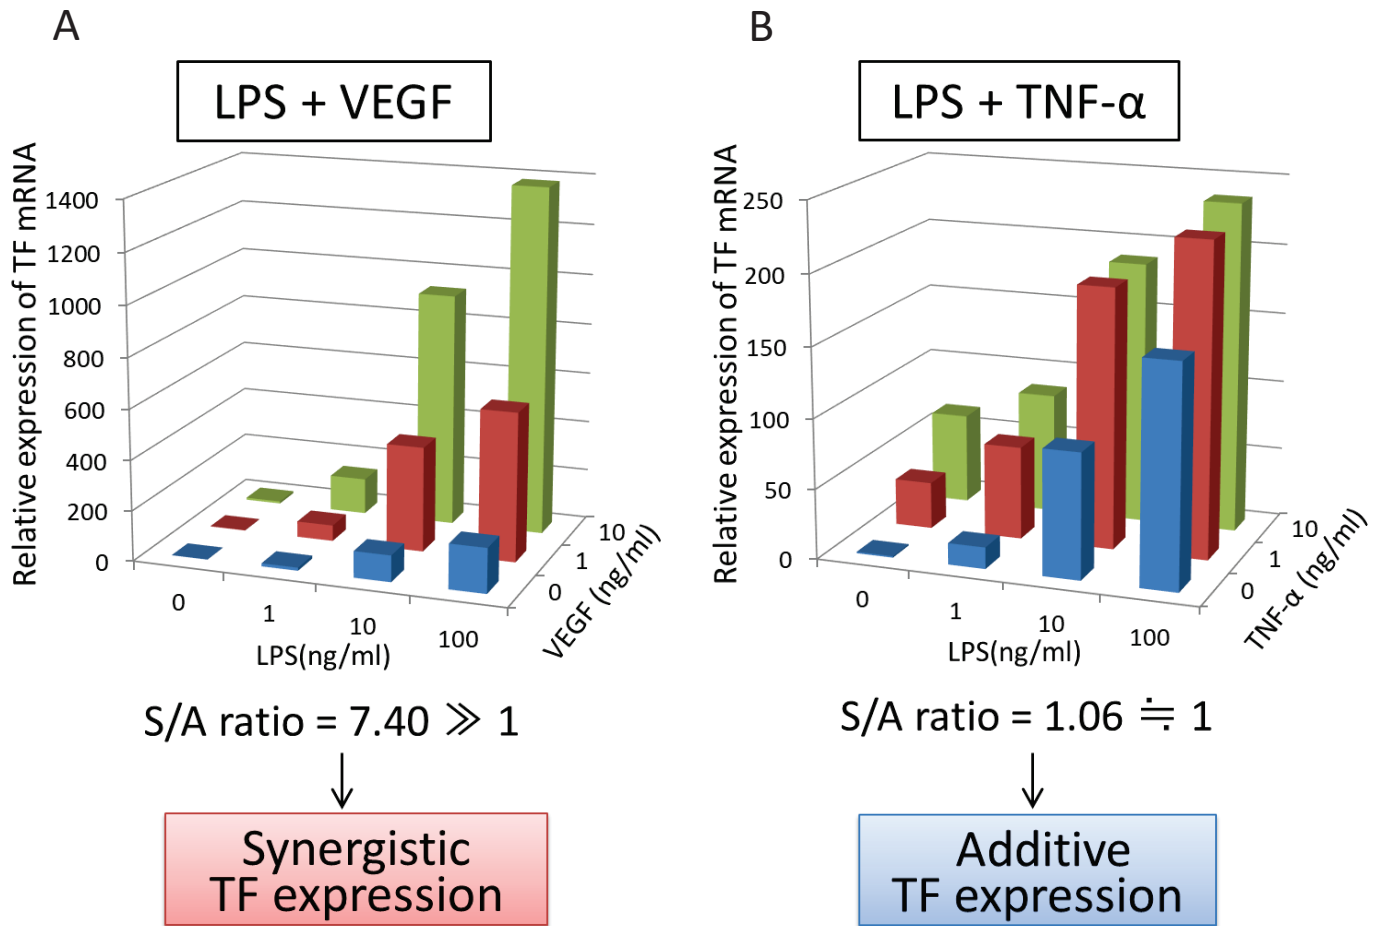 A
LPS + VEGF
Relative expression of TF mRNA
1400
1200
1000
800
600
400
200
0
0
1
10
100
LPS(ng/ml)
0
1
10
VEGF (ng/ml)
S/A ratio = 7.40 ≫ 1
Synergistic
TF expression
B
LPS + TNF-α
Relative expression of TF mRNA
250
200
150
100
50
0
0
1
10
100
LPS(ng/ml)
0
1
10
TNF-α (ng/ml)
S/A ratio = 1.06 ≒ 1
Additive
TF expression